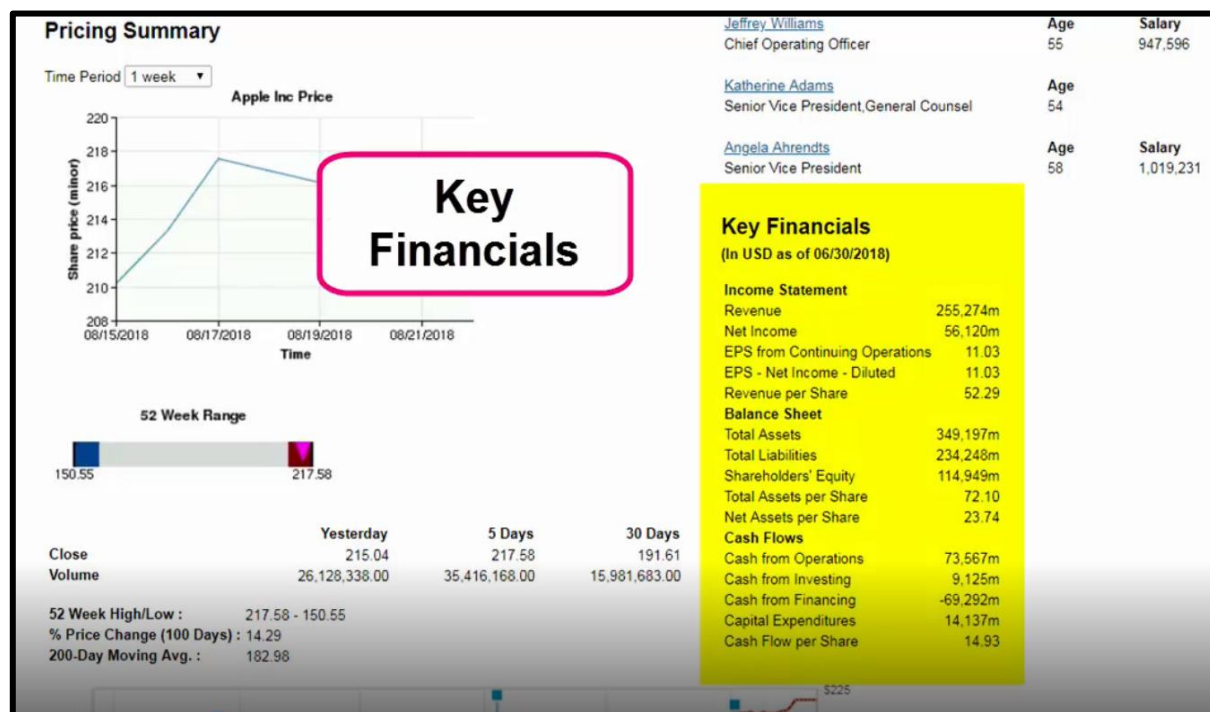 Pricing Summary
Time Period 1 week
Apple Inc Price
220
218
216
214
212
210
208
Share price (minor)
08/15/2018 08/17/2018 08/19/2018 08/21/2018
Time
Key
Financials
52 Week Range
150.55 217.58
Yesterday 5 Days 30 Days
Close 215.04 217.58 191.61
Volume 26,128,338.00 35,416,168.00 15,981,683.00
52 Week High/Low : 217.58 - 150.55
% Price Change (100 Days) : 14.29
200-Day Moving Avg. : 182.98
Jeffrey Williams Age Salary
Chief Operating Officer 55 947,596
Katherine Adams Age
Senior Vice President,General Counsel 54
Angela Ahrendts Age Salary
Senior Vice President 58 1,019,231
Key Financials
(In USD as of 06/30/2018)
Income Statement
Revenue 255,274m
Net Income 56,120m
EPS from Continuing Operations 11.03
EPS - Net Income - Diluted 11.03
Revenue per Share 52.29
Balance Sheet
Total Assets 349,197m
Total Liabilities 234,248m
Shareholders' Equity 114,949m
Total Assets per Share 72.10
Net Assets per Share 23.74
Cash Flows
Cash from Operations 73,567m
Cash from Investing 9,125m
Cash from Financing -69,292m
Capital Expenditures 14,137m
Cash Flow per Share 14.93
$225